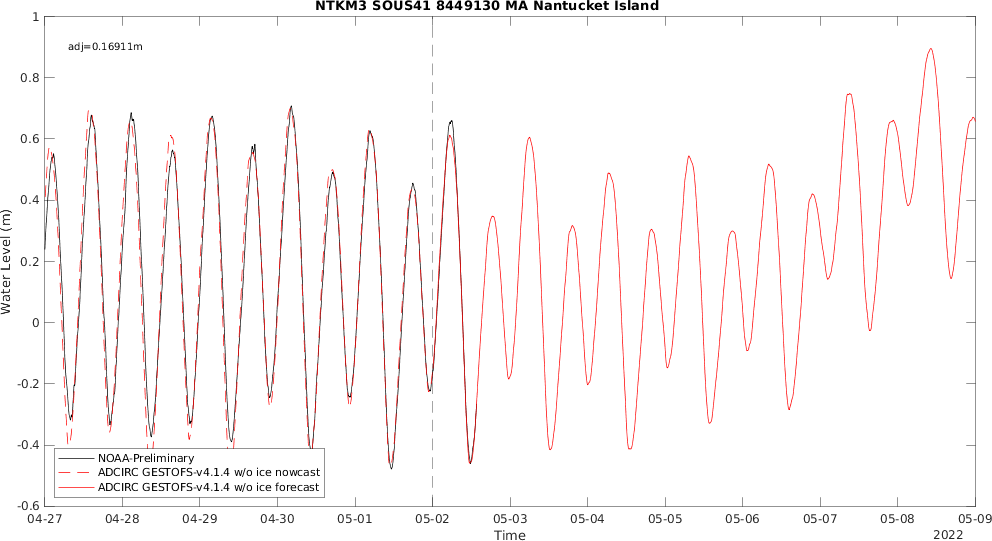 NTKM3 SOUS41 8449130 MA Nantucket Island
adj=0.16911m
Water Level (m)
1
0.8
0.6
0.4
0.2
0
-0.2
-0.4
-0.6
NOAA-Preliminary
ADCIRC GESTOFS-v4.1.4 w/o ice nowcast
ADCIRC GESTOFS-v4.1.4 w/o ice forecast
04-27 04-28 04-29 04-30 05-01 05-02 05-03 05-04 05-05 05-06 05-07 05-08 05-09
Time
2022